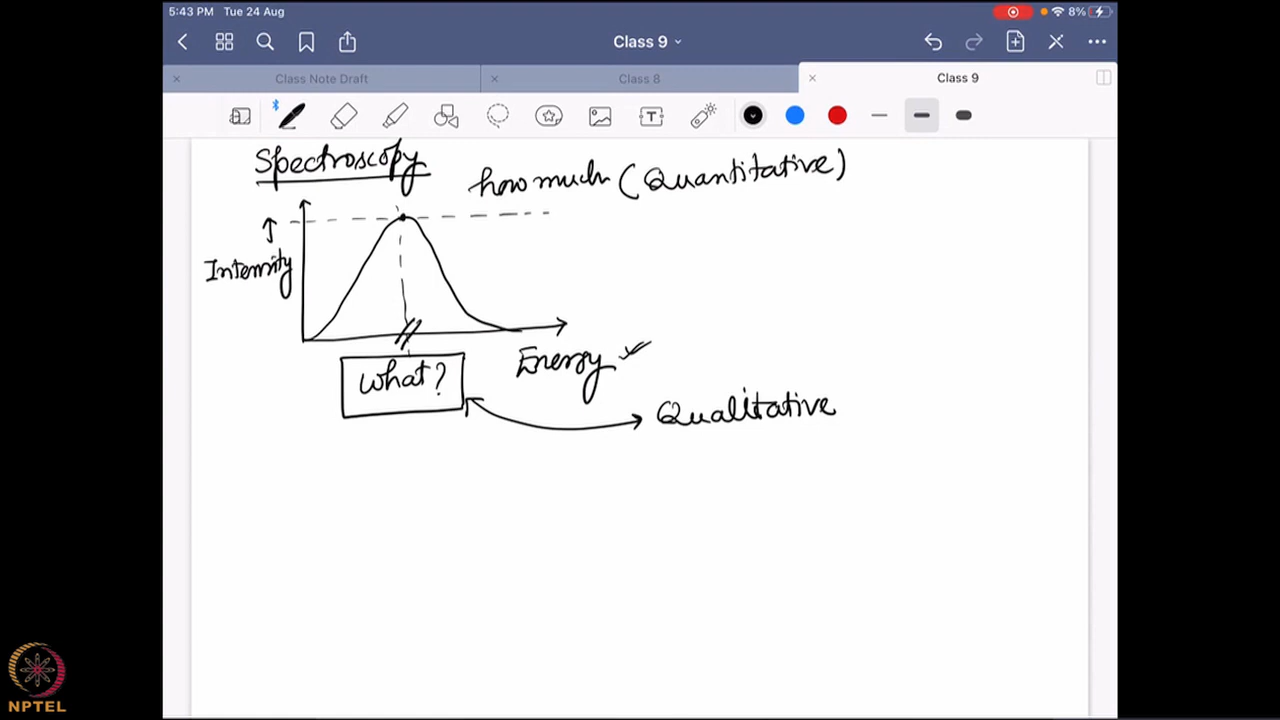 5:43 PM Tue 24 Aug 8%
Class 9
Class Note Draft
Class 8
Class 9
T
Spectroscopy
how much (Quantitative)
Intensity
Energy
What?
Qualitative
NPTEL